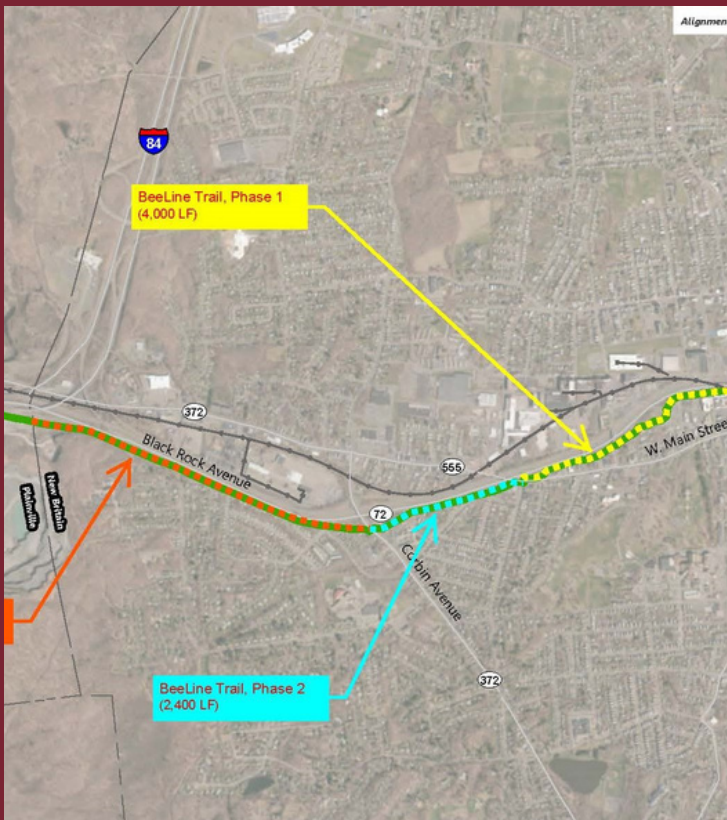 Alignmen
84
BeeLine Trail, Phase 1
(4,000 LF)
372
Black Rock Avenue
555
W. Main Stree
New Britain
Plainville
72
Corbin Avenue
BeeLine Trail, Phase 2
(2,400 LF)
372